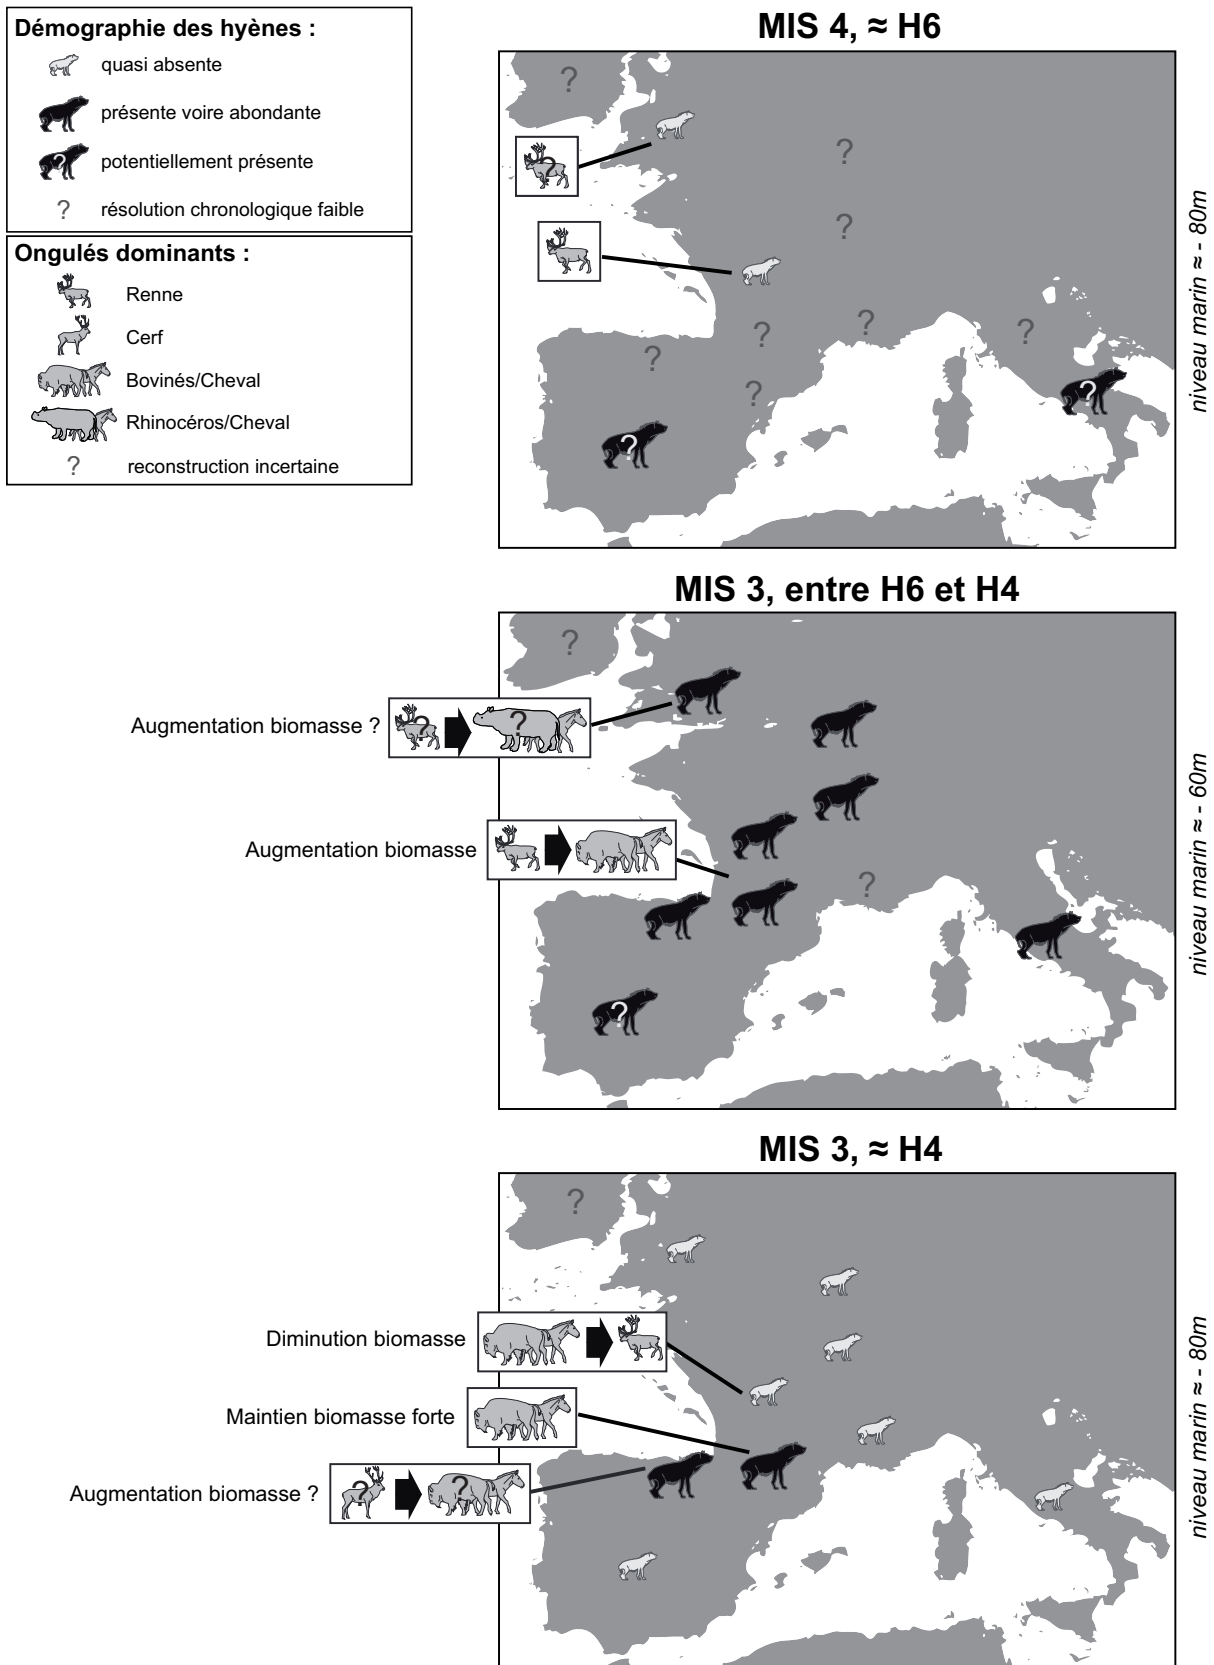 Démographie des hyènes :
quasi absente
présente voire abondante
?
potentiellement présente
?
résolution chronologique faible
Ongulés dominants :
Renne
Cerf
Bovinés/Cheval
Rhinocéros/Cheval
?
reconstruction incertaine
MIS 4, ≈ H6
?
?
?
?
?
?
?
?
?
?
?
niveau marin ≈ - 80m
MIS 3, entre H6 et H4
?
Augmentation biomasse ?
?
?
Augmentation biomasse
?
?
niveau marin ≈ - 60m
MIS 3, ≈ H4
?
Diminution biomasse
Maintien biomasse forte
Augmentation biomasse ?
?
?
niveau marin ≈ - 80m